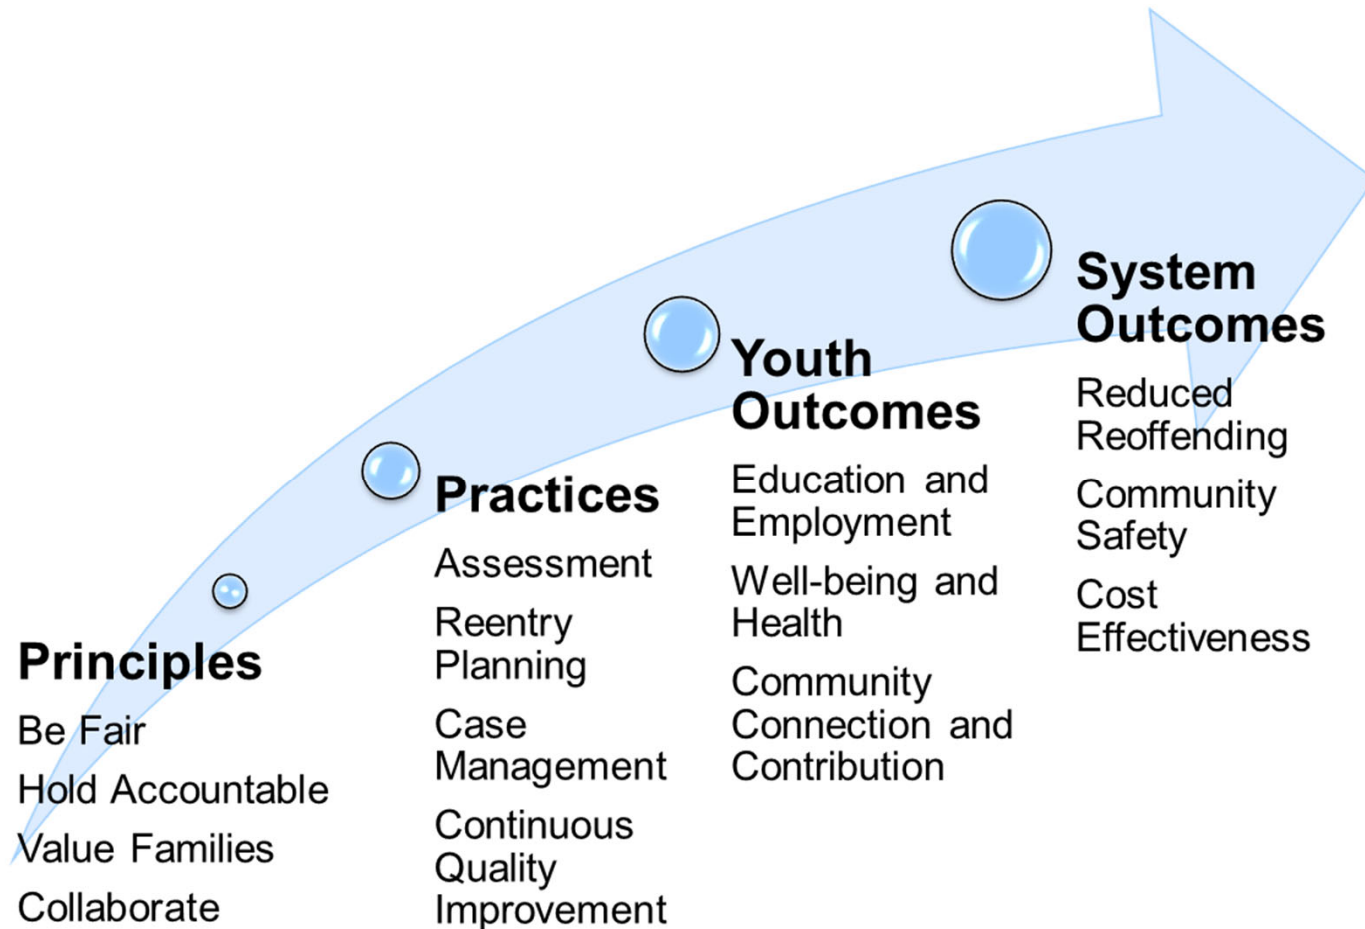 Principles
Be Fair
Hold Accountable
Value Families
Collaborate
Practices
Assessment
Reentry
Planning
Case
Management
Continuous
Quality
Improvement
Youth
Outcomes
Education and
Employment
Well-being and
Health
Community
Connection and
Contribution
System
Outcomes
Reduced
Reoffending
Community
Safety
Cost
Effectiveness